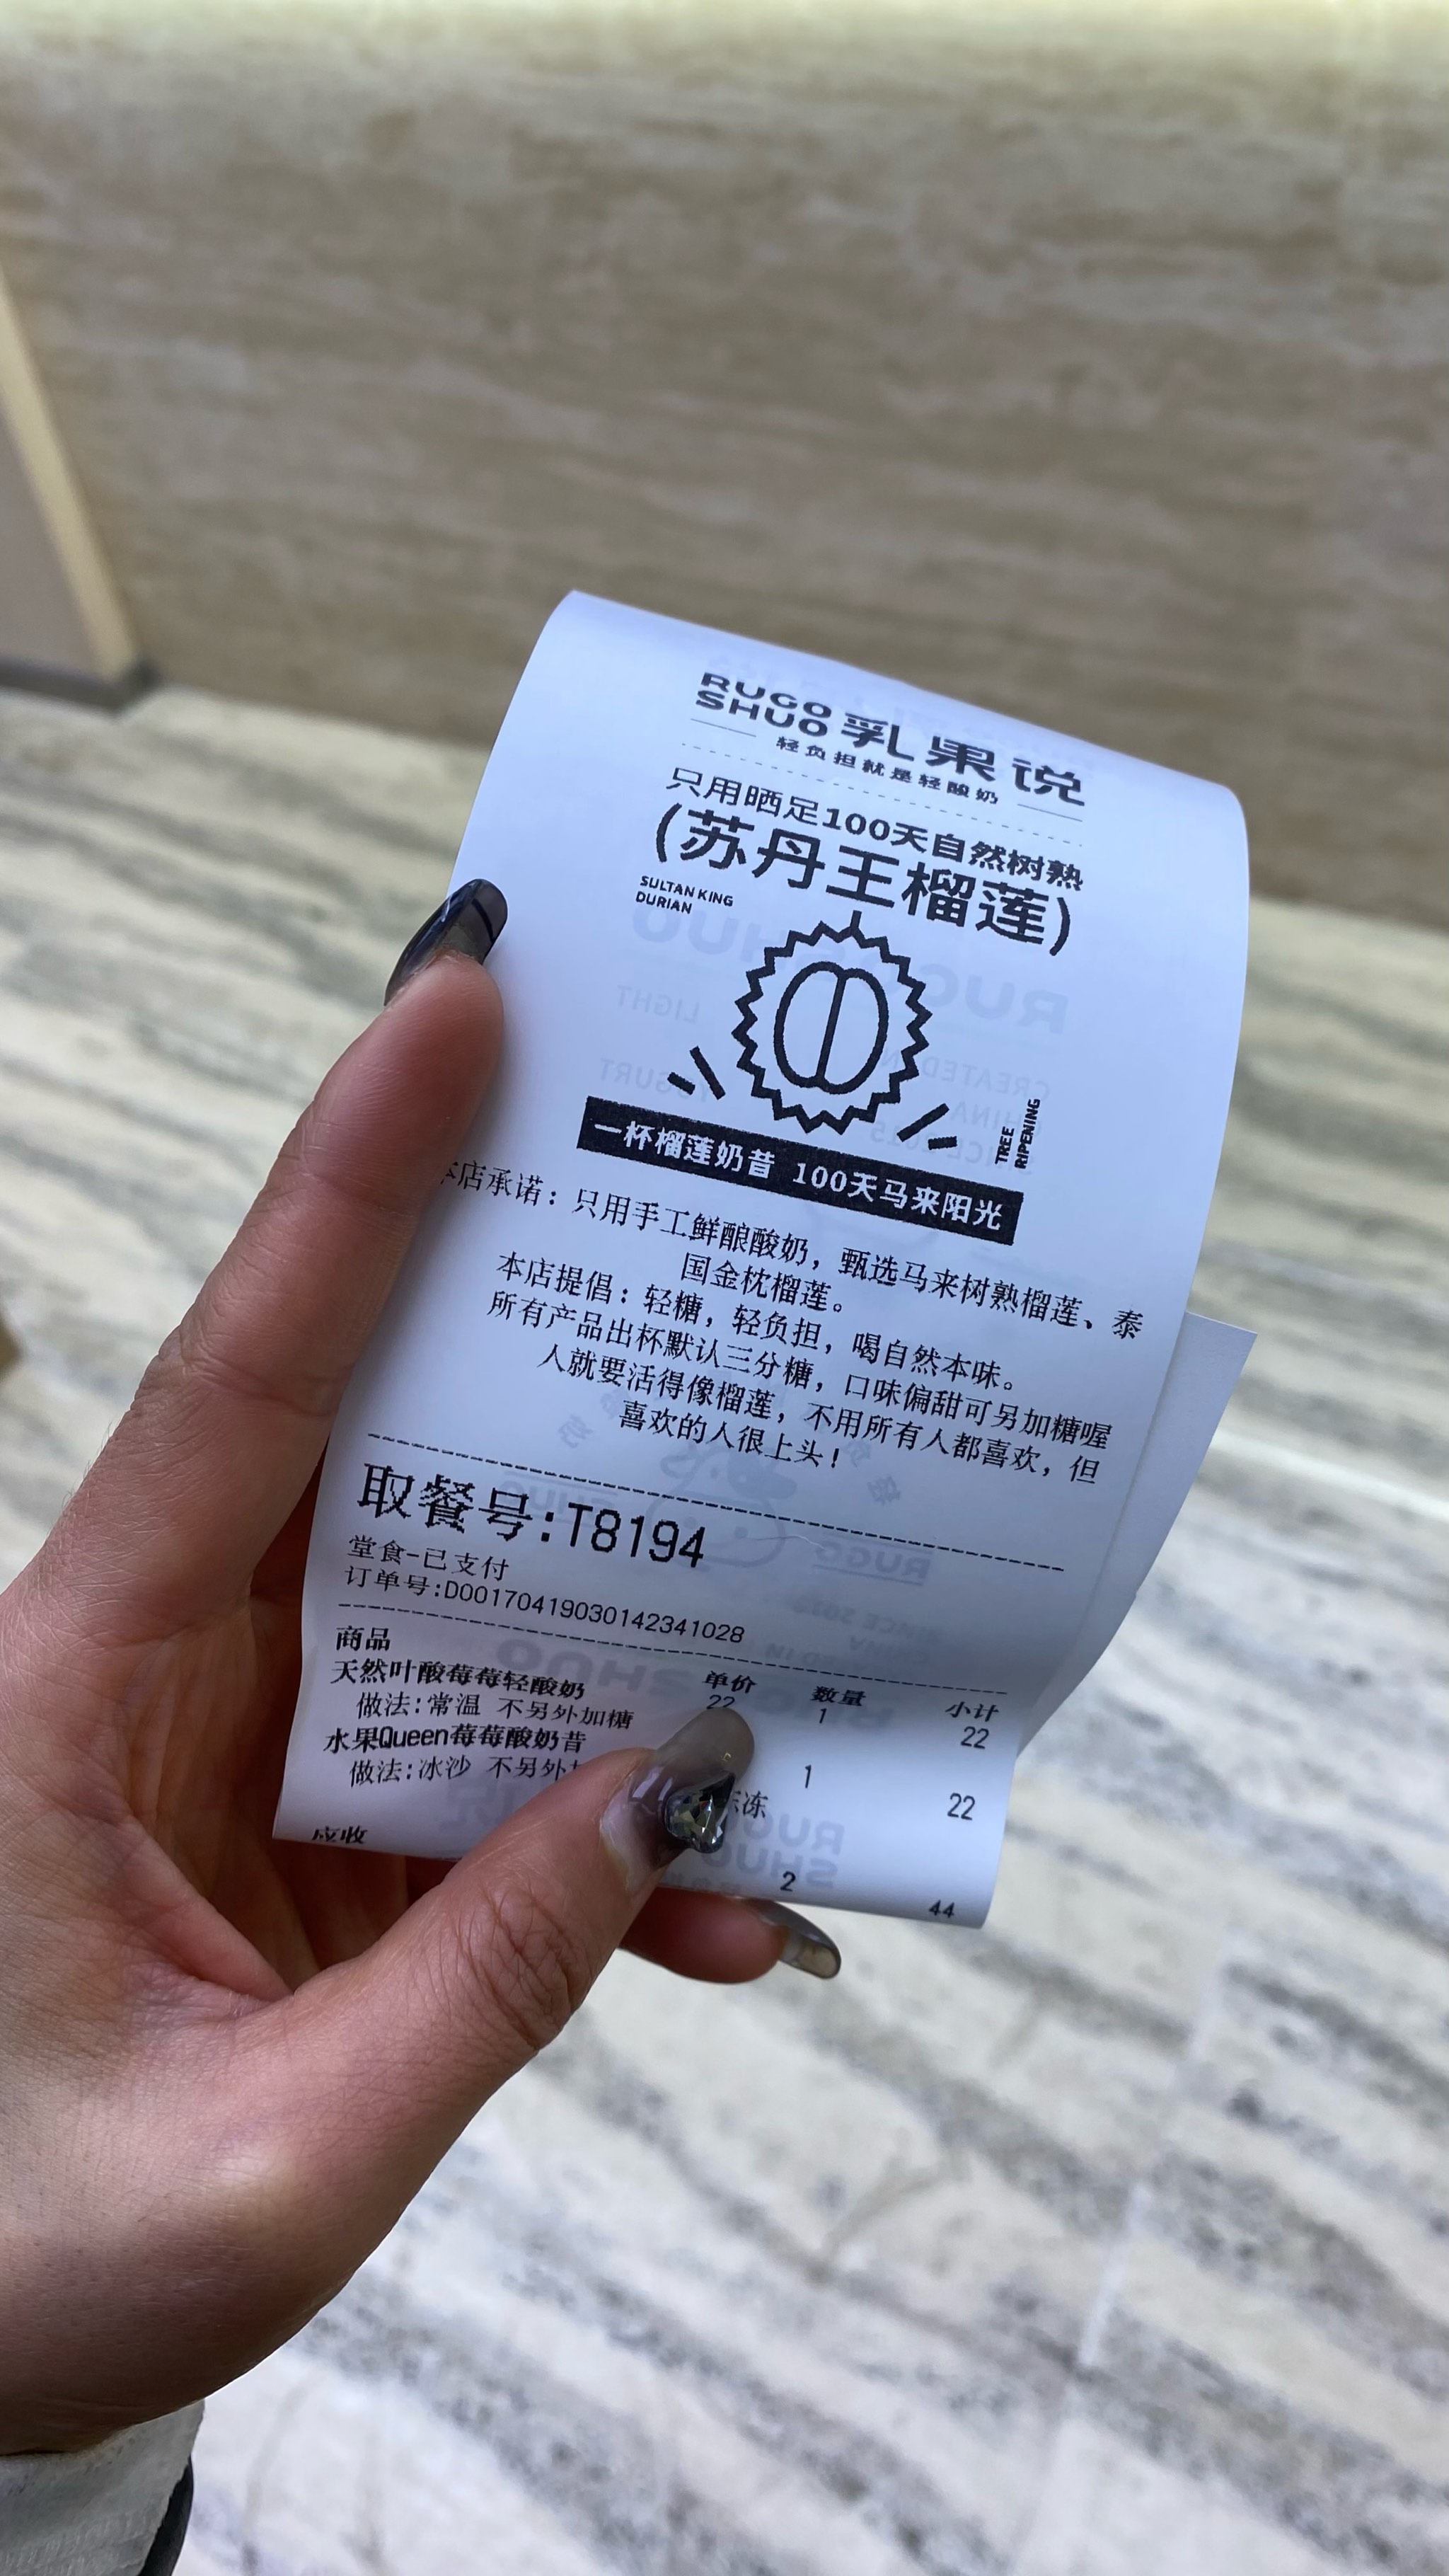 RUGO
SHUO 乳果说
轻负担就是轻酸奶
只用晒足100天自然树熟
(苏丹王榴莲)
SULTAN KING
DURIAN
TREE
RIPENING
一杯榴莲奶昔 100天马来阳光
本店承诺：只用手工鲜酿酸奶，甄选马来树熟榴莲、泰
国金枕榴莲。
本店提倡：轻糖，轻负担，喝自然本味。
所有产品出杯默认三分糖，口味偏甜可另加糖喔
人就要活得像榴莲，不用所有人都喜欢，但
喜欢的人很上头！
取餐号:T8194
堂食-已支付
订单号:D00170419030142341028
商品 单价 数量 小计
天然叶酸莓莓轻酸奶 22 1 22
做法:常温 不另外加糖
水果Queen莓莓酸奶昔 1 22
做法:冰沙 不另外 冻
应收 2 44